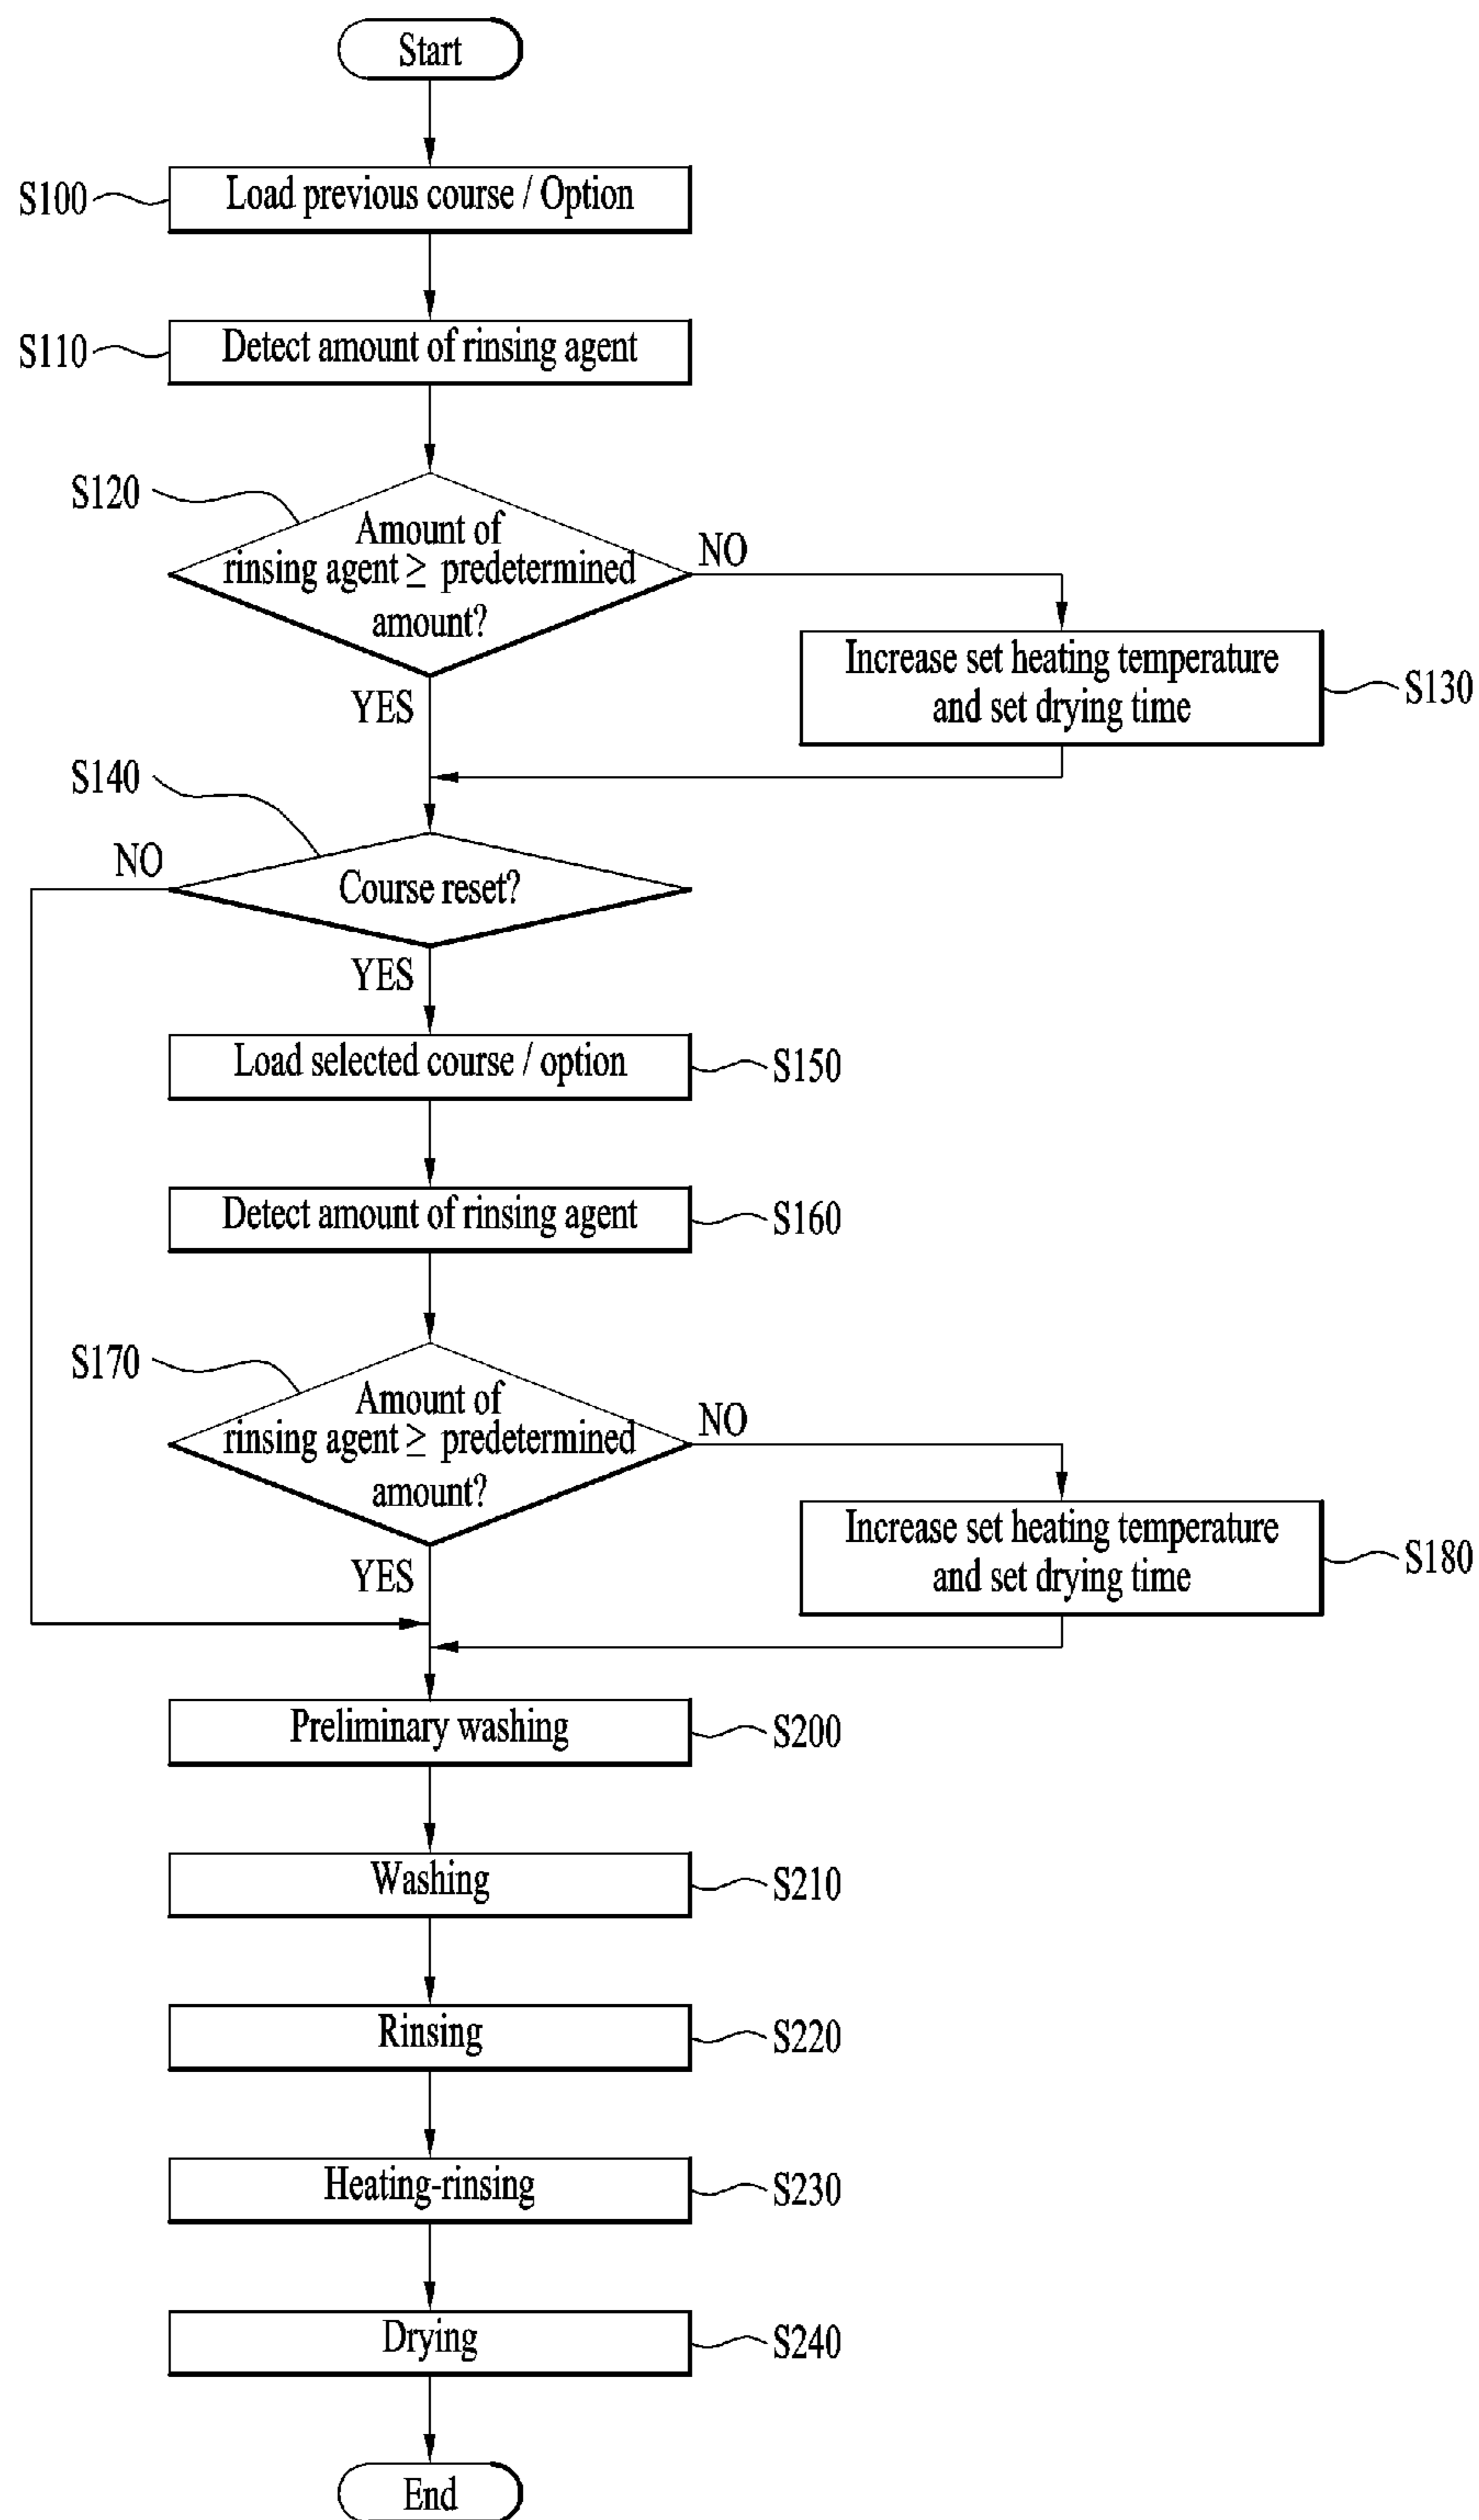 Start
S100
Load previous course / Option
S110
Detect amount of rinsing agent
S120
Amount of
rinsing agent ≥ predetermined
amount?
NO
YES
Increase set heating temperature
and set drying time
S130
S140
NO
Course reset?
YES
Load selected course / option
S150
Detect amount of rinsing agent
S160
S170
Amount of
rinsing agent ≥ predetermined
amount?
NO
YES
Increase set heating temperature
and set drying time
S180
Preliminary washing
S200
Washing
S210
Rinsing
S220
Heating-rinsing
S230
Drying
S240
End